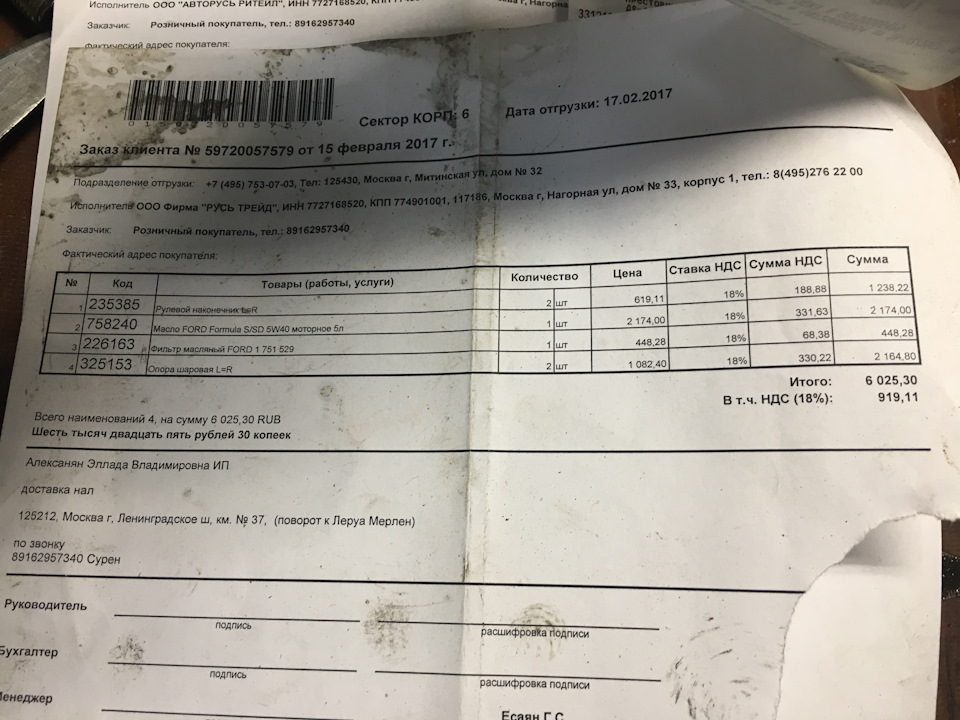 Исполнитель ООО "АВТОРУСЬ РИТЕЙЛ", ИНН 7727168520, КПП
Заказчик: Розничный покупатель, тел.: 89162957340
Фактический адрес покупателя:
Сектор КОРП: 6 Дата отгрузки: 17.02.2017
Заказ клиента № 59720057579 от 15 февраля 2017 г.
Подразделение отгрузки: +7 (495) 753-07-03, Тел: 125430, Москва г, Митинская ул, дом № 32
Исполнитель ООО Фирма "РУСЬ ТРЕЙД", ИНН 7727168520, КПП 774901001, 117186, Москва г, Нагорная ул, дом № 33, корпус 1, тел.: 8(495)276 22 00
Заказчик: Розничный покупатель, тел.: 89162957340
Фактический адрес покупателя:
№ Код Товары (работы, услуги) Количество Цена Ставка НДС Сумма НДС Сумма
1 235385 Рулевой наконечник L=R 2 шт 619,11 18% 188,88 1 238,22
2 758240 Масло FORD Formula S/SD 5W40 моторное 5л 1 шт 2 174,00 18% 331,63 2 174,00
3 226163 Фильтр масляный FORD 1 751 529 1 шт 448,28 18% 68,38 448,28
4 325153 Опора шаровая L=R 2 шт 1 082,40 18% 330,22 2 164,80
Итого: 6 025,30
В т.ч. НДС (18%): 919,11
Всего наименований 4, на сумму 6 025,30 RUB
Шесть тысяч двадцать пять рублей 30 копеек
Алексанян Эллада Владимировна ИП
доставка нал
125212, Москва г, Ленинградское ш, км. № 37, (поворот к Леруа Мерлен)
по звонку
89162957340 Сурен
Руководитель
подпись расшифровка подписи
Бухгалтер
подпись расшифровка подписи
Менеджер
Есаян Г.С.